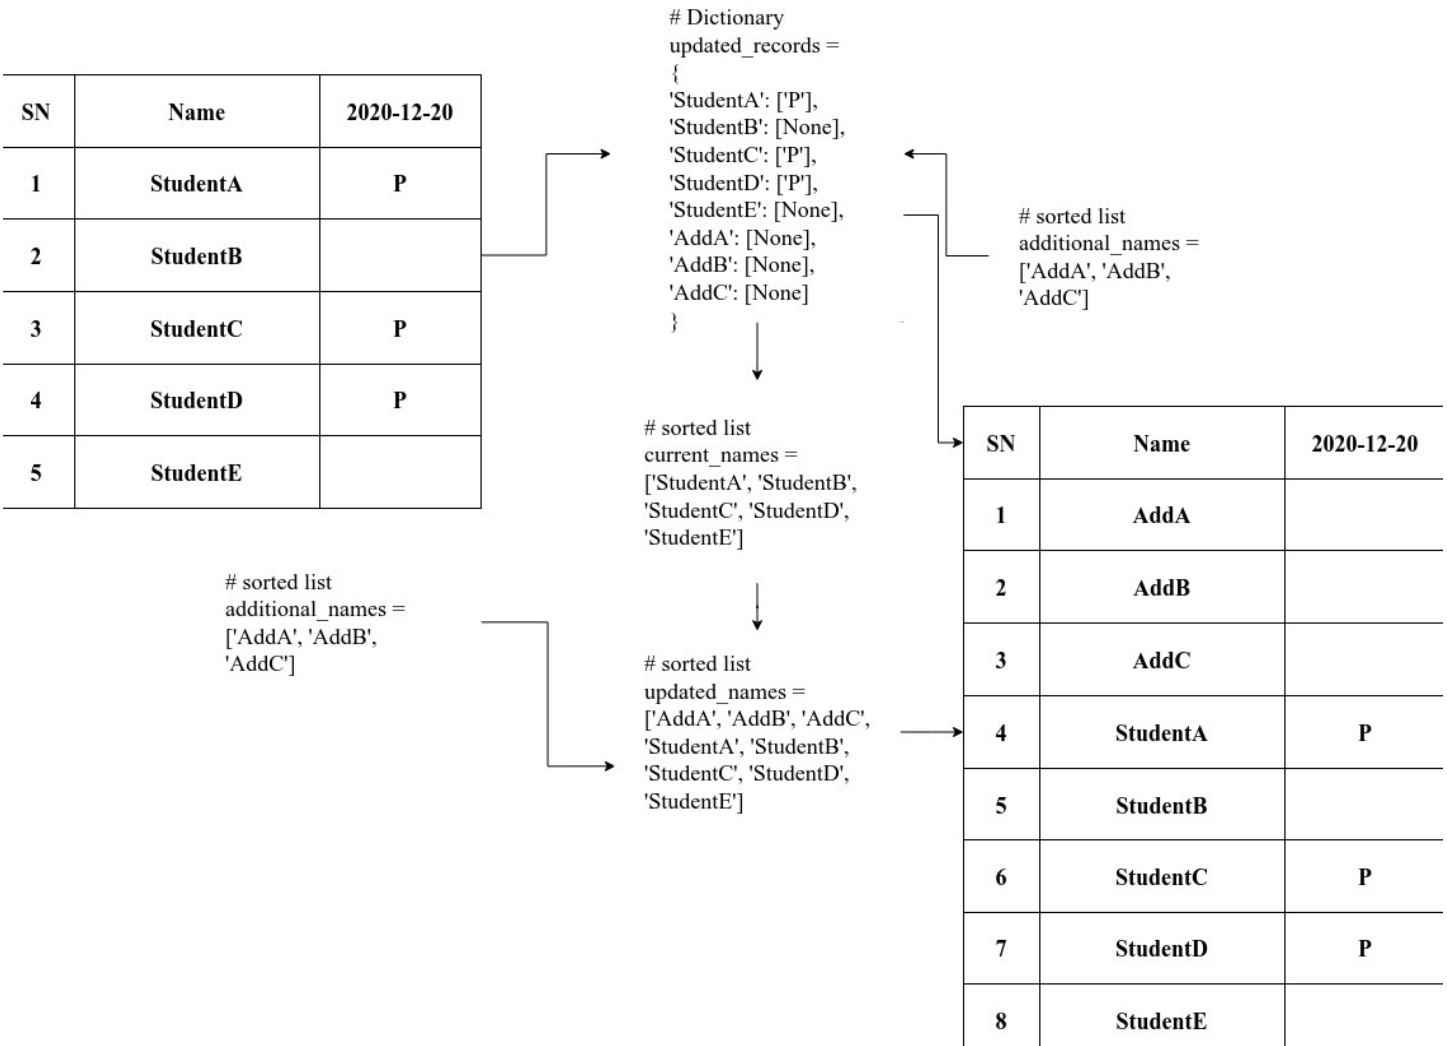 # Dictionary
updated_records =
{
'StudentA': ['P'],
'StudentB': [None],
'StudentC': ['P'],
'StudentD': ['P'],
'StudentE': [None],
'AddA': [None],
'AddB': [None],
'AddC': [None]
}
SN Name 2020-12-20
1 StudentA P
2 StudentB
3 StudentC P
4 StudentD P
5 StudentE
# sorted list
additional_names =
['AddA', 'AddB',
'AddC']
# sorted list
current_names =
['StudentA', 'StudentB',
'StudentC', 'StudentD',
'StudentE']
# sorted list
additional_names =
['AddA', 'AddB',
'AddC']
# sorted list
updated_names =
['AddA', 'AddB', 'AddC',
'StudentA', 'StudentB',
'StudentC', 'StudentD',
'StudentE']
SN Name 2020-12-20
1 AddA
2 AddB
3 AddC
4 StudentA P
5 StudentB
6 StudentC P
7 StudentD P
8 StudentE